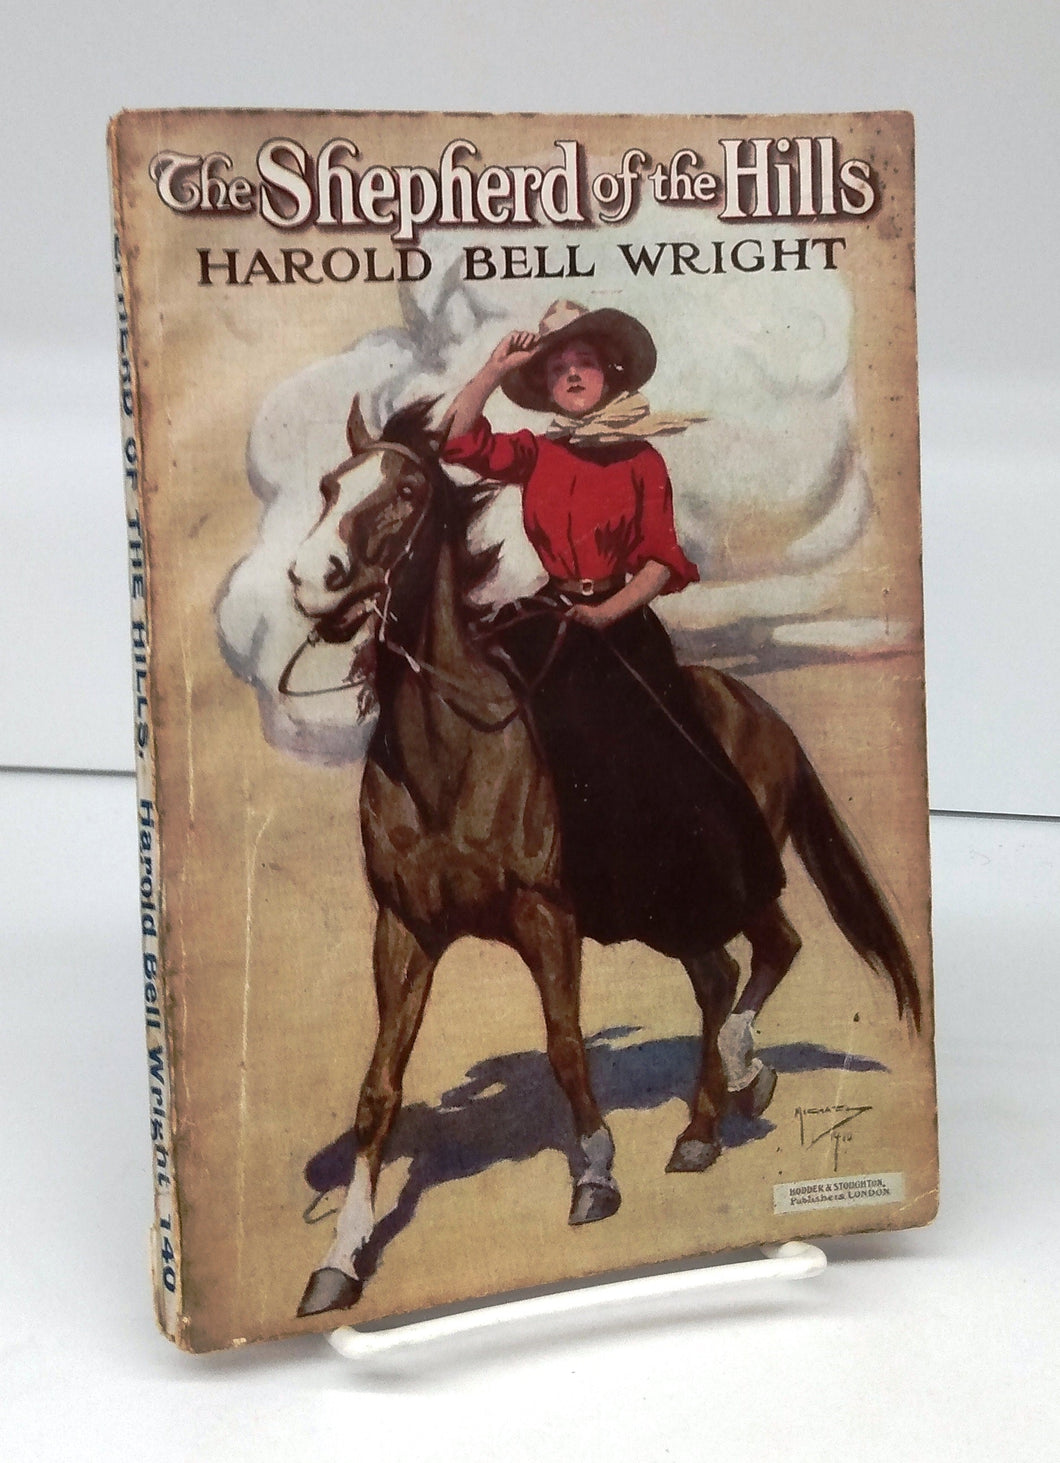 The Shepherd of the Hills
HAROLD BELL WRIGHT
OF THE HILLS. Harold Bell Wright 140
1910
HODDER & STOUGHTON,
Publishers, LONDON